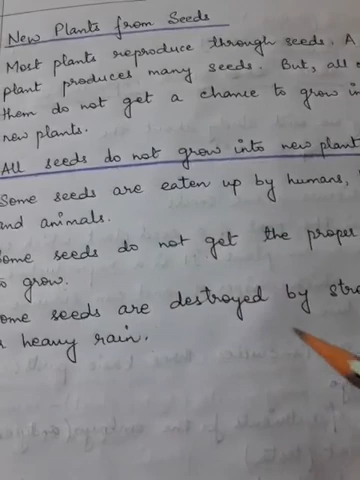 New Plants from Seeds
Most plants reproduce through seeds. A
plant produces many seeds. But, all
them do not get a chance to grow in
new plants.
All seeds do not grow into new plant
Some seeds are eaten up by humans,
and animals.
Some seeds do not get the proper
to grow.
Some seeds are destroyed by stro
heavy rain.